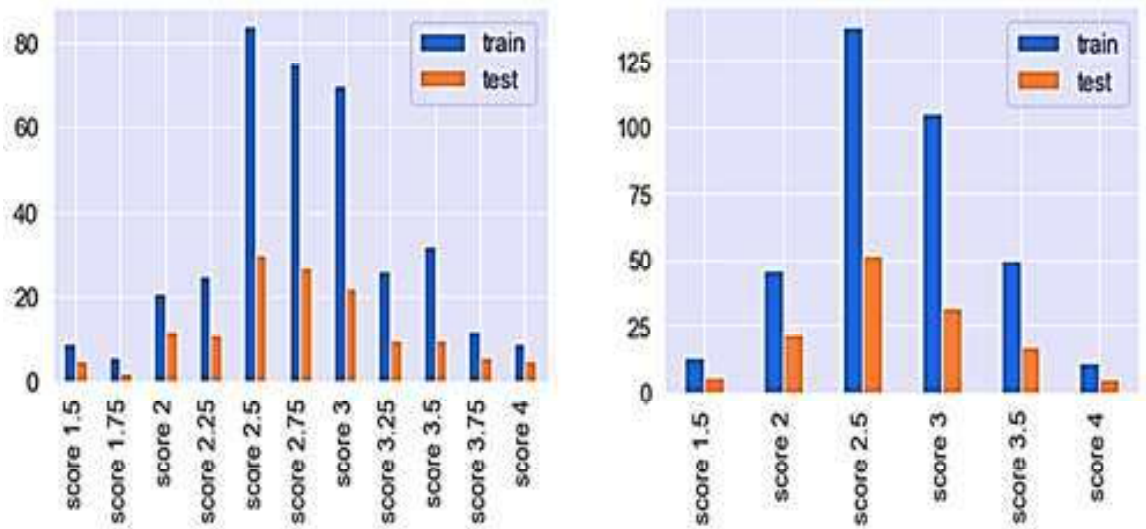 80
60
40
20
0
train
test
score 1.5
score 1.75
score 2
score 2.25
score 2.5
score 2.75
score 3
score 3.25
score 3.5
score 3.75
score 4
125
100
75
50
25
0
train
test
score 1.5
score 2
score 2.5
score 3
score 3.5
score 4